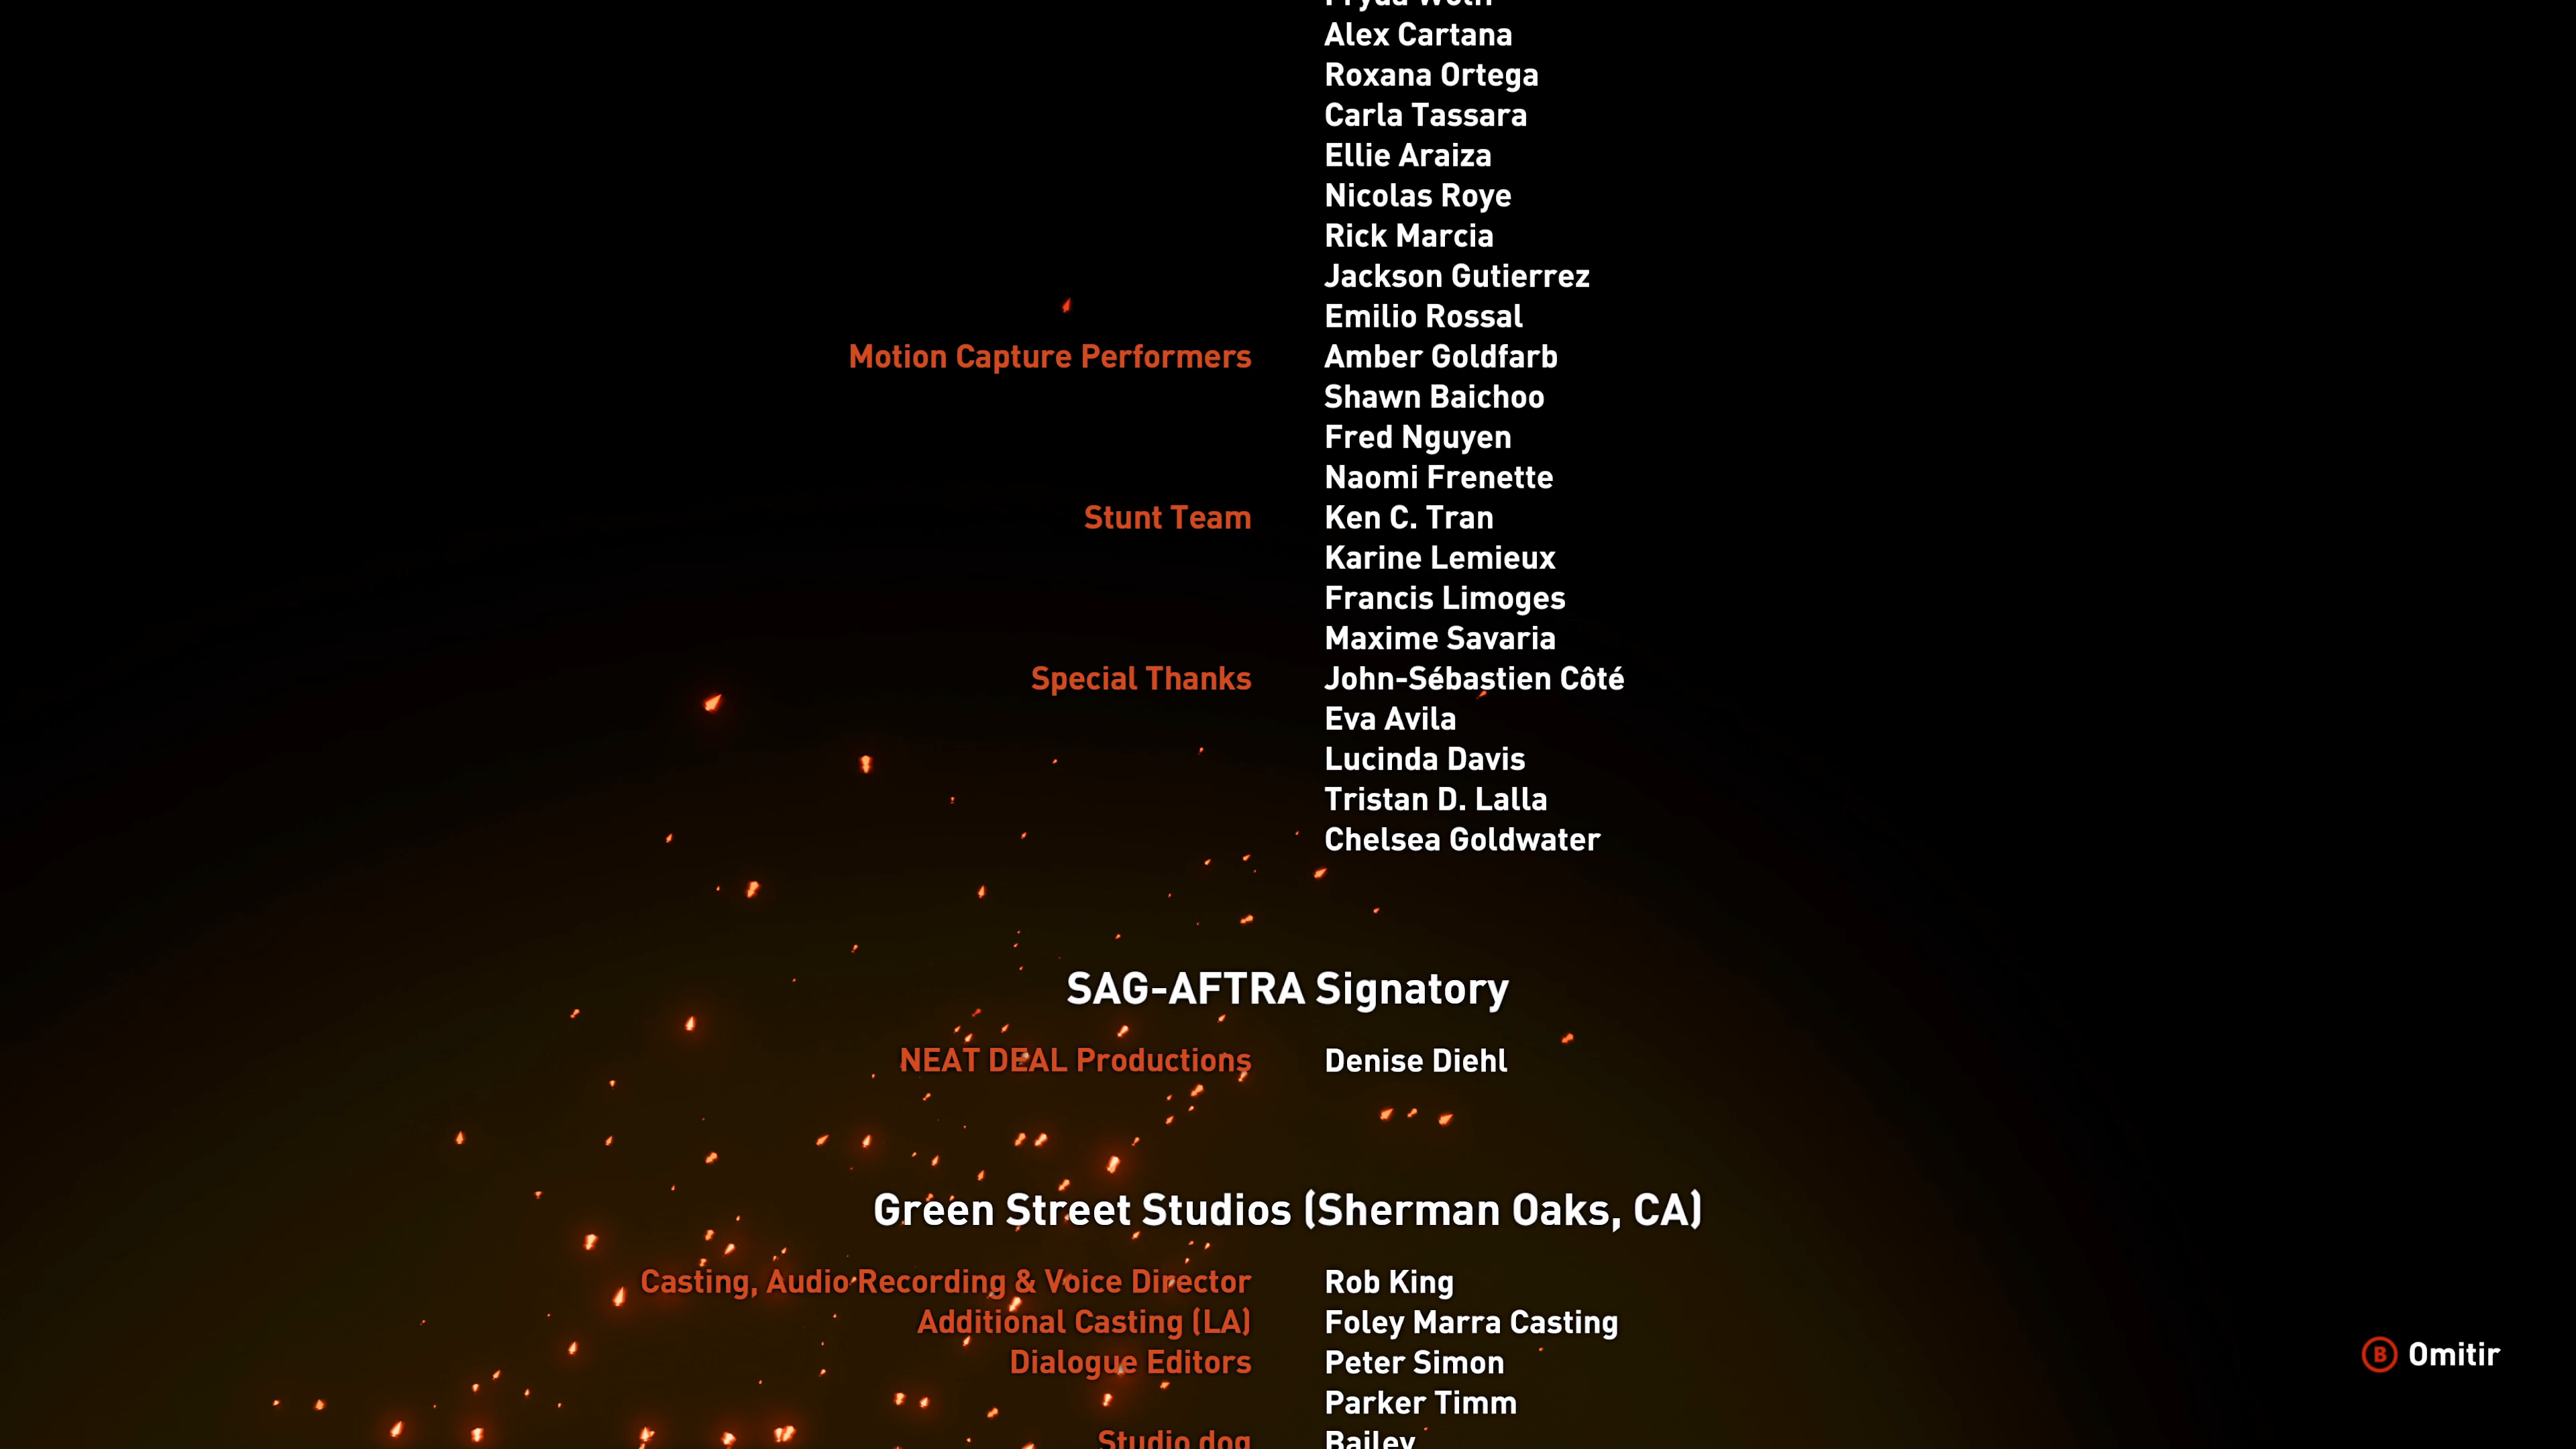 Alex Cartana
Roxana Ortega
Carla Tassara
Ellie Araiza
Nicolas Roye
Rick Marcia
Jackson Gutierrez
Emilio Rossal
Motion Capture Performers Amber Goldfarb
Shawn Baichoo
Fred Nguyen
Naomi Frenette
Stunt Team Ken C. Tran
Karine Lemieux
Francis Limoges
Maxime Savaria
Special Thanks John-Sébastien Côté
Eva Avila
Lucinda Davis
Tristan D. Lalla
Chelsea Goldwater
SAG-AFTRA Signatory
NEAT DEAL Productions Denise Diehl
Green Street Studios (Sherman Oaks, CA)
Casting, Audio Recording & Voice Director Rob King
Additional Casting (LA) Foley Marra Casting
Dialogue Editors Peter Simon
B Omitir
Parker Timm
Studio dog Bailey